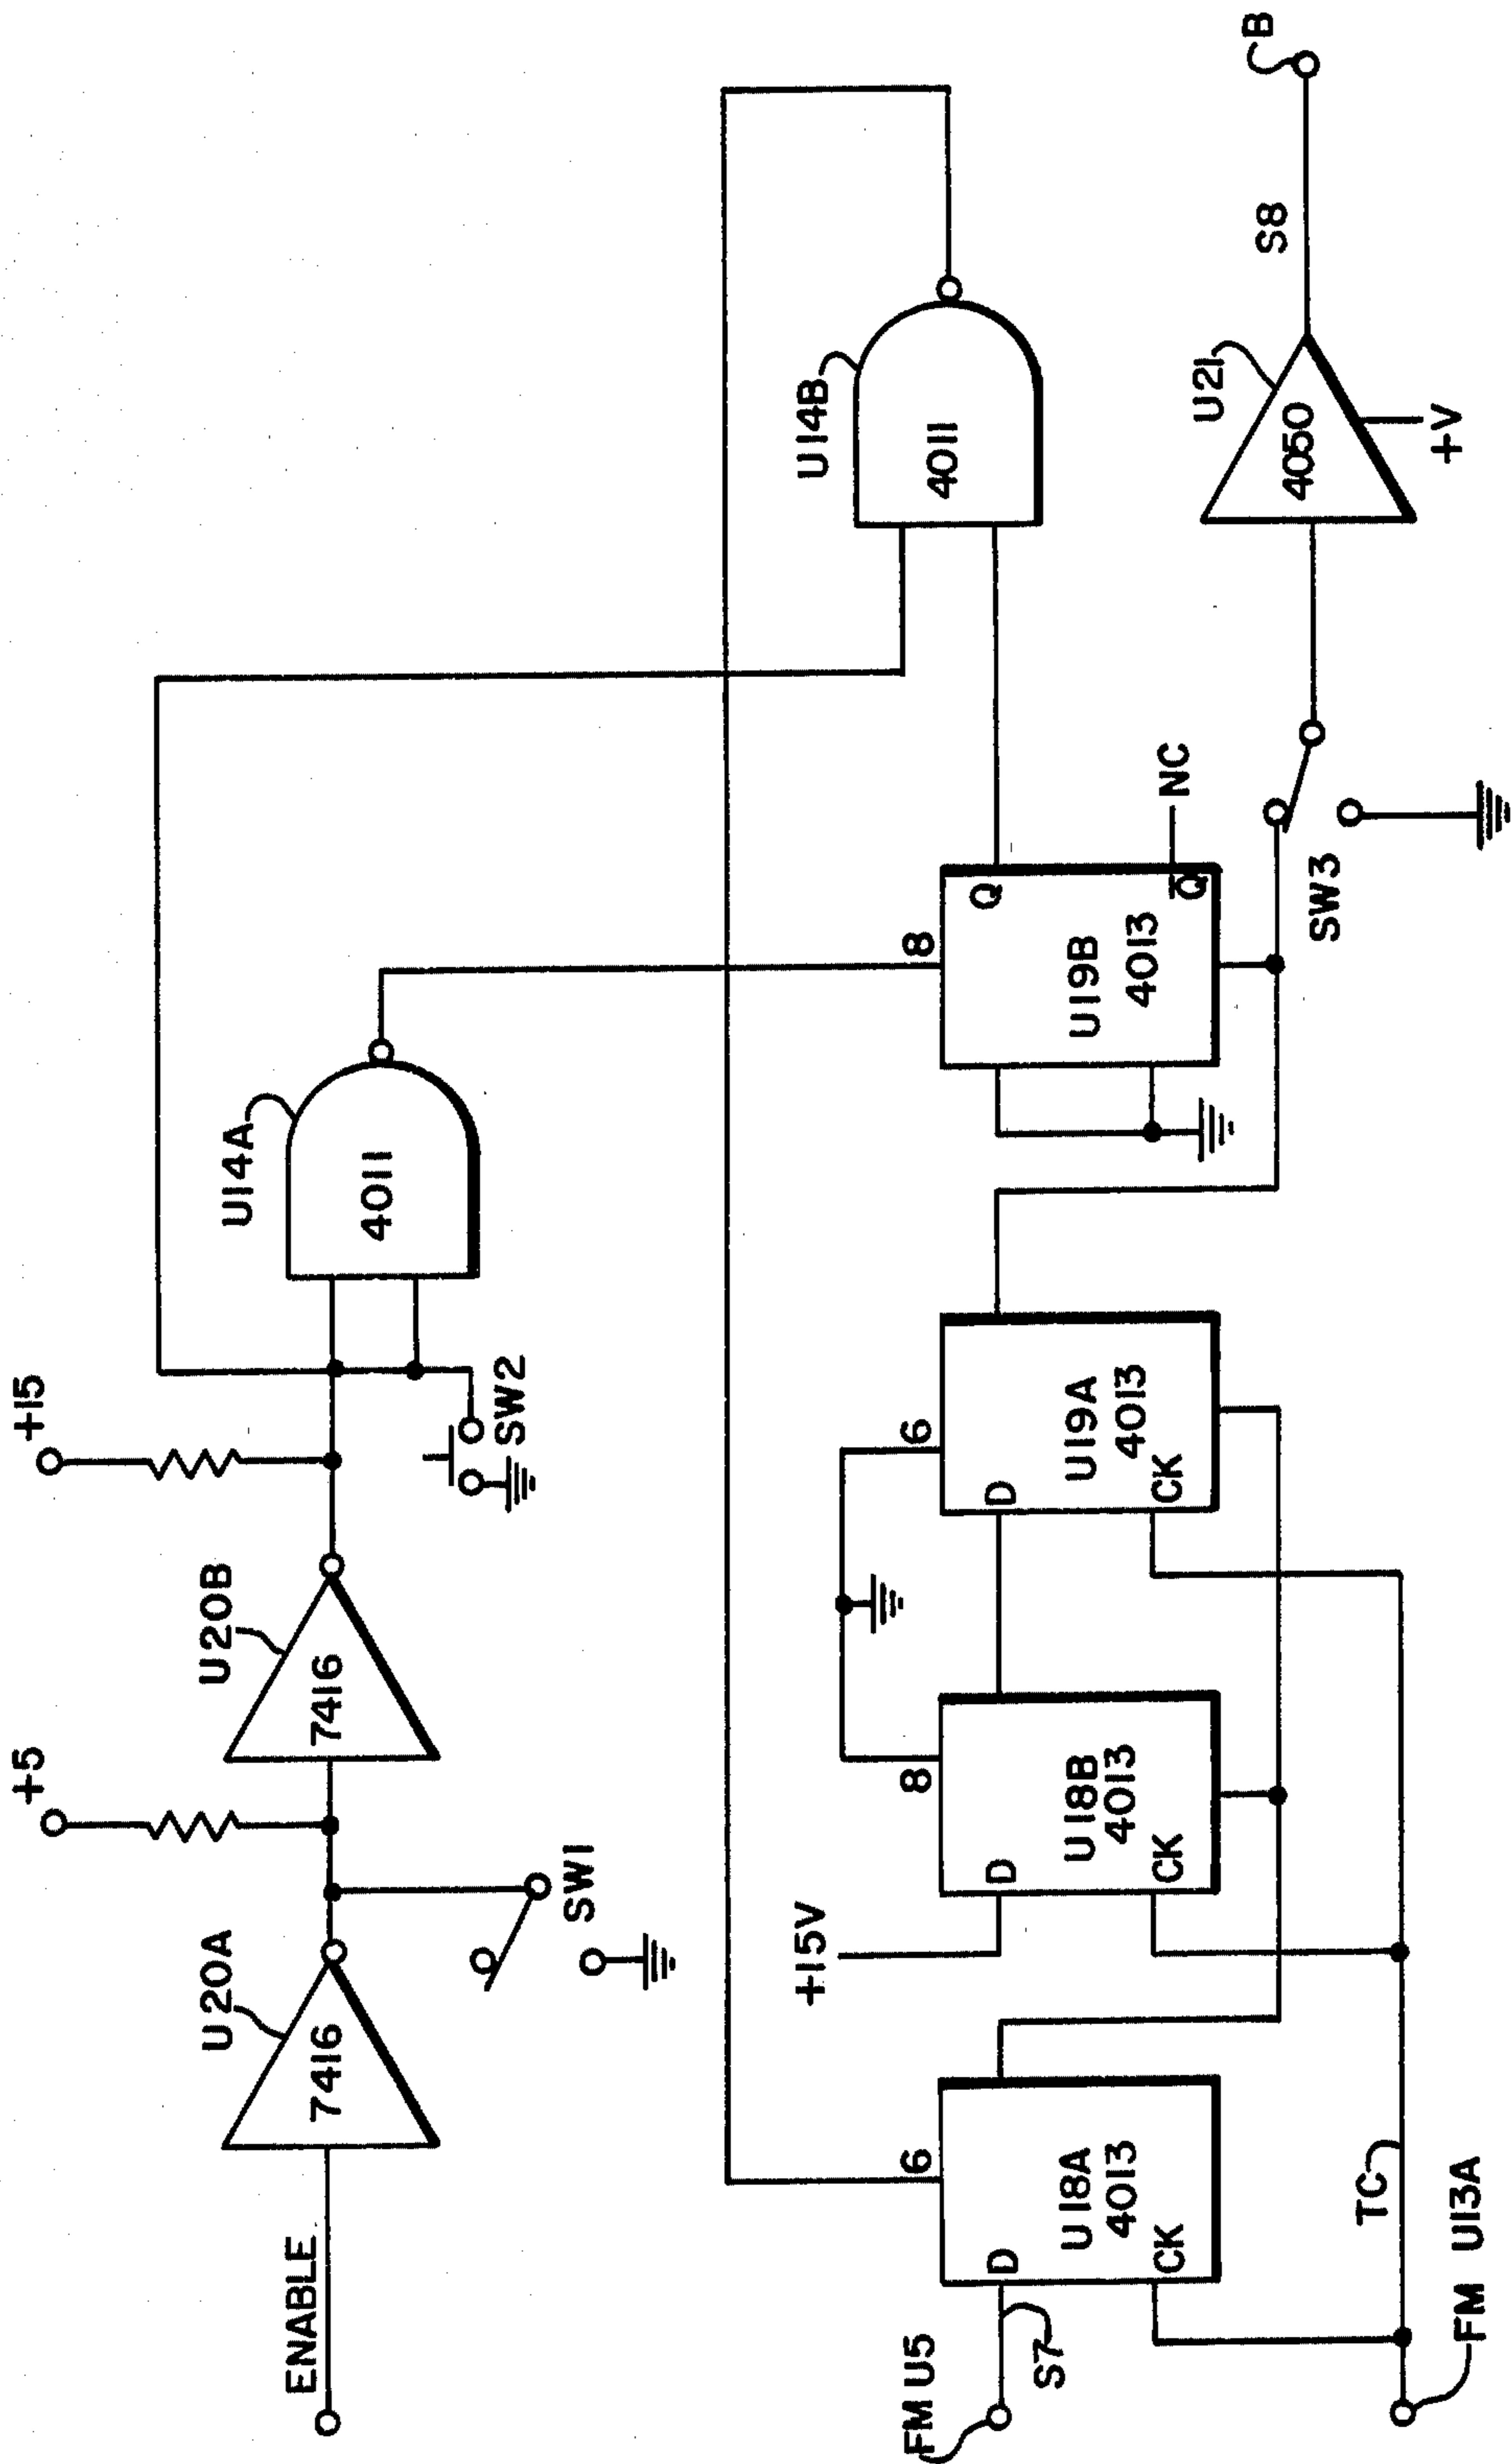 ENABLE
U20A
7416
SW1
+5
U20B
7416
+15
SW2
U14A
4011
U14B
4011
FM U5
S7
D
CK
6
U18A
4013
+15V
D
CK
8
U18B
4013
D
CK
6
U19A
4013
8
U19B
4013
Q
Q̅
NC
SW3
U21
4050
+V
S8
B
TC
FM U13A